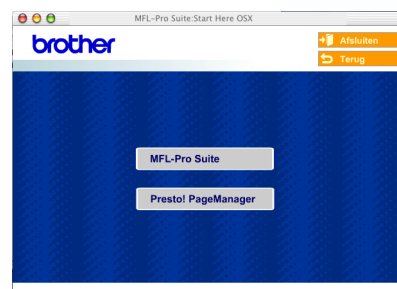 MFL-Pro Suite:Start Here OSX
brother
Afsluiten
Terug
MFL-Pro Suite
Presto! PageManager